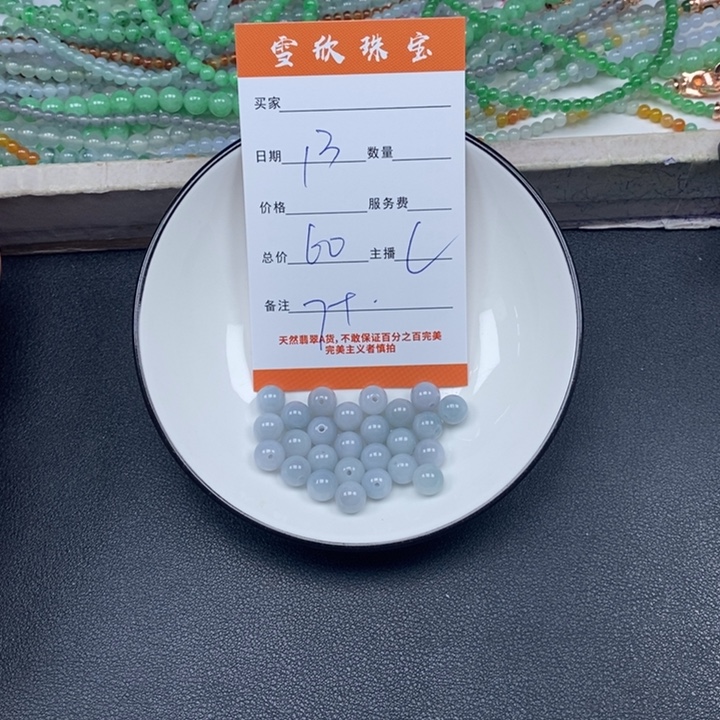 雪欣珠宝
买家
日期 13 数量
价格 服务费
总价 60 主播
备注
天然翡翠A货,不敢保证百分之百完美
完美主义者慎拍